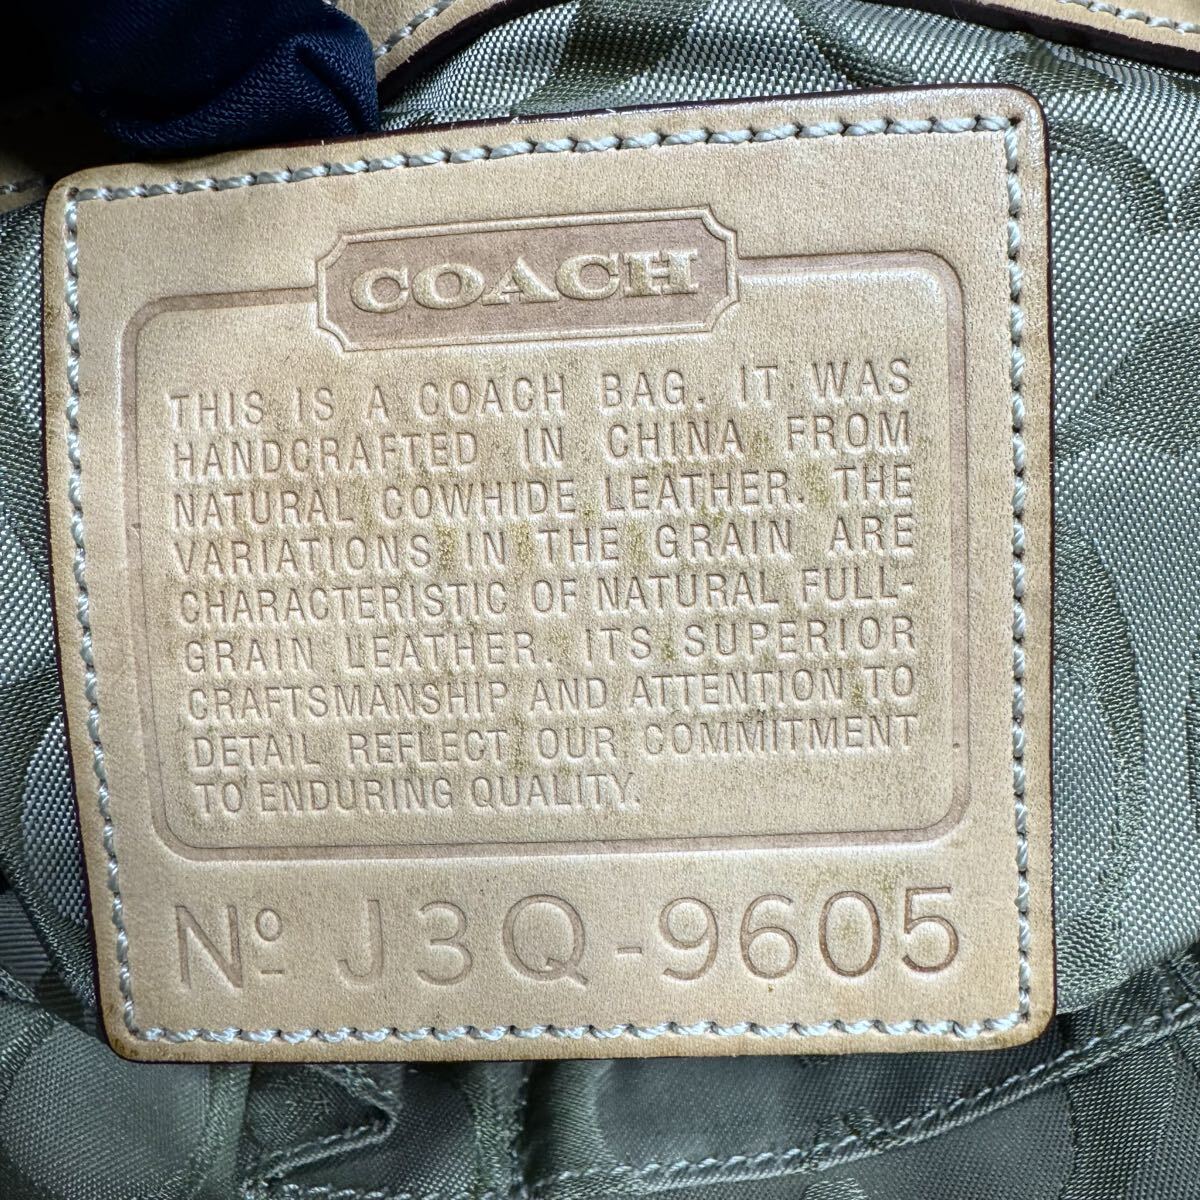 COACH
THIS IS A COACH BAG. IT WAS
HANDCRAFTED IN CHINA FROM
NATURAL COWHIDE LEATHER. THE
VARIATIONS IN THE GRAIN ARE
CHARACTERISTIC OF NATURAL FULL-
GRAIN LEATHER. ITS SUPERIOR
CRAFTSMANSHIP AND ATTENTION TO
DETAIL REFLECT OUR COMMITMENT
TO ENDURING QUALITY.
Nº J3Q-9605